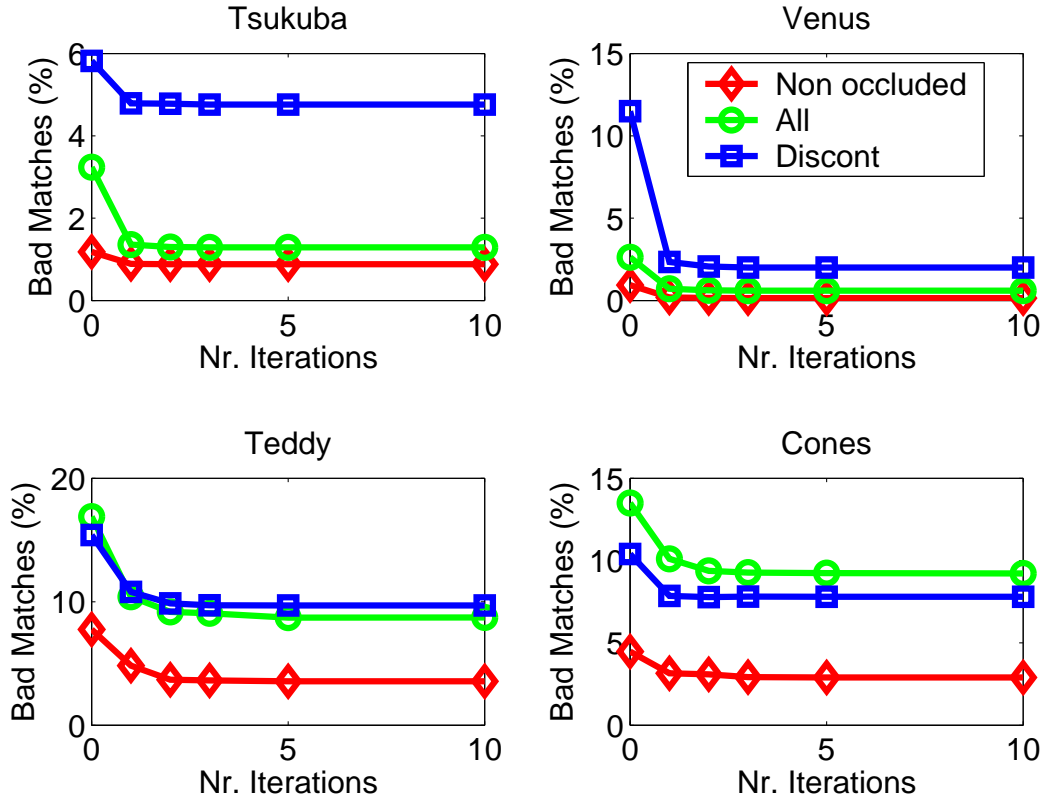 Tsukuba
Bad Matches (%)
6
4
2
0
0 5 10
Nr. Iterations
Venus
Bad Matches (%)
15
10
5
0
0 5 10
Nr. Iterations
Non occluded
All
Discont
Teddy
Bad Matches (%)
20
10
0
0 5 10
Nr. Iterations
Cones
Bad Matches (%)
15
10
5
0
0 5 10
Nr. Iterations